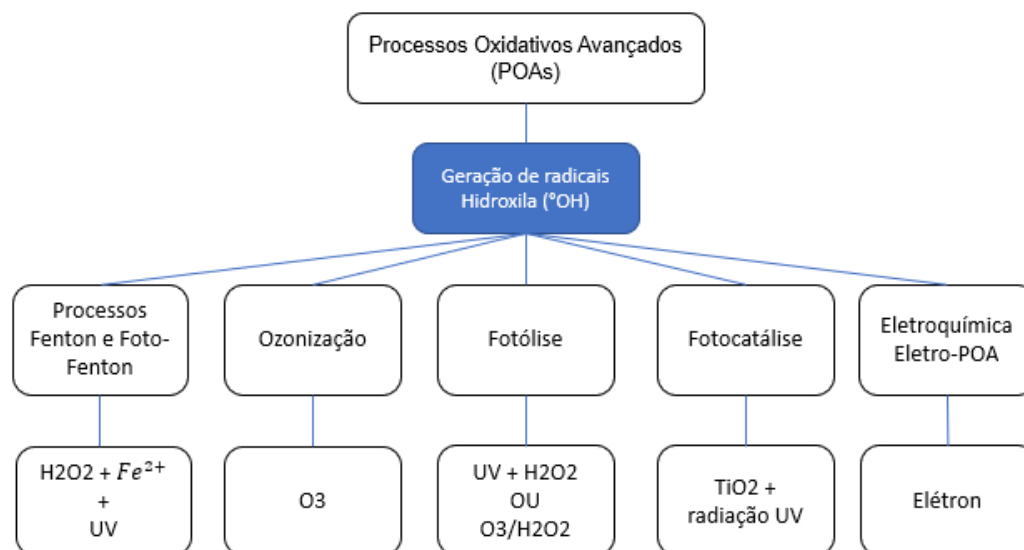 Processos Oxidativos Avançados
(POAs)
Geração de radicais
Hidroxila (°OH)
Processos
Fenton e Foto-
Fenton
Ozonização
Fotólise
Fotocatálise
Eletroquímica
Eletro-POA
H2O2 + Fe²⁺
+
UV
O3
UV + H2O2
OU
O3/H2O2
TiO2 +
radiação UV
Elétron